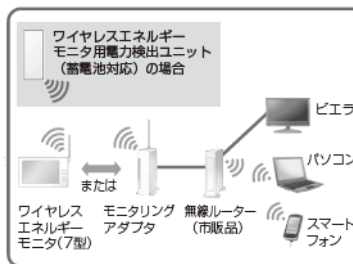 ワイヤレスエネルギー
モニタ用電力検出ユニット
（蓄電池対応）の場合
ビエラ
パソコン
または
ワイヤレス
エネルギー
モニタ(7型)
モニタリング
アダプタ
無線ルーター
（市販品）
スマート
フォン